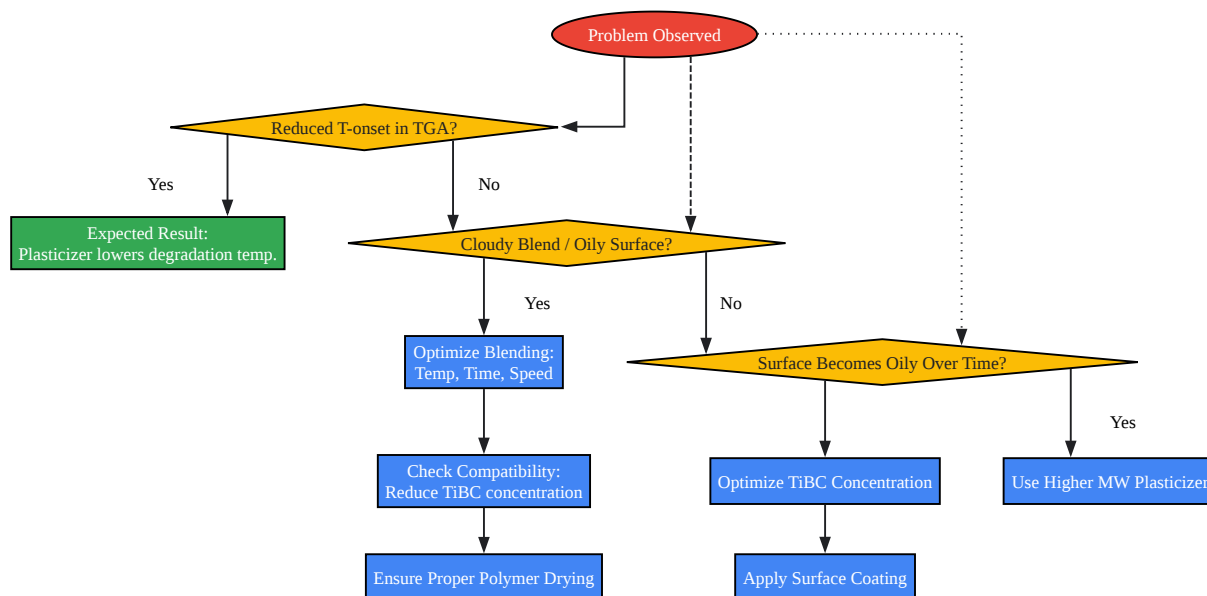 Problem Observed
Reduced T-onset in TGA?
Yes
No
Expected Result:
Plasticizer lowers degradation temp.
Cloudy Blend / Oily Surface?
Yes
No
Optimize Blending:
Temp, Time, Speed
Surface Becomes Oily Over Time?
Yes
Check Compatibility:
Reduce TiBC concentration
Optimize TiBC Concentration
Use Higher MW Plasticizer
Ensure Proper Polymer Drying
Apply Surface Coating